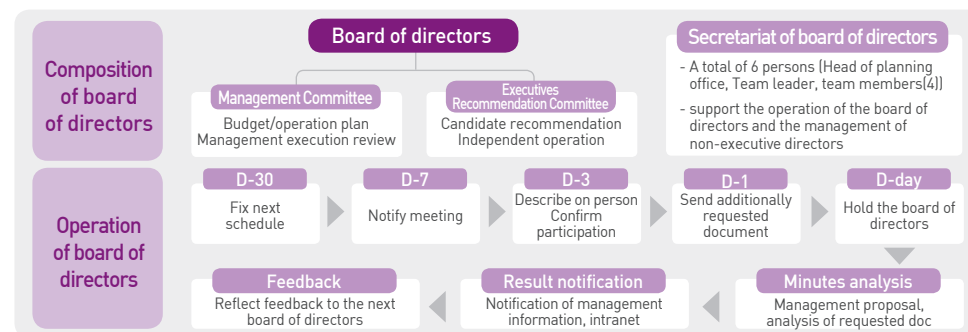 Composition
of board
of directors
Board of directors
Management Committee
Budget/operation plan
Management execution review
Executives
Recommendation Committee
Candidate recommendation
Independent operation
Secretariat of board of directors
- A total of 6 persons (Head of planning
office, Team leader, team members(4))
- support the operation of the board of
directors and the management of
non-executive directors
Operation
of board of
directors
D-30
Fix next
schedule
D-7
Notify meeting
D-3
Describe on person
Confirm
participation
D-1
Send additionally
requested
document
D-day
Hold the board of
directors
Minutes analysis
Management proposal,
analysis of requested doc
Result notification
Notification of management
information, intranet
Feedback
Reflect feedback to the next
board of directors